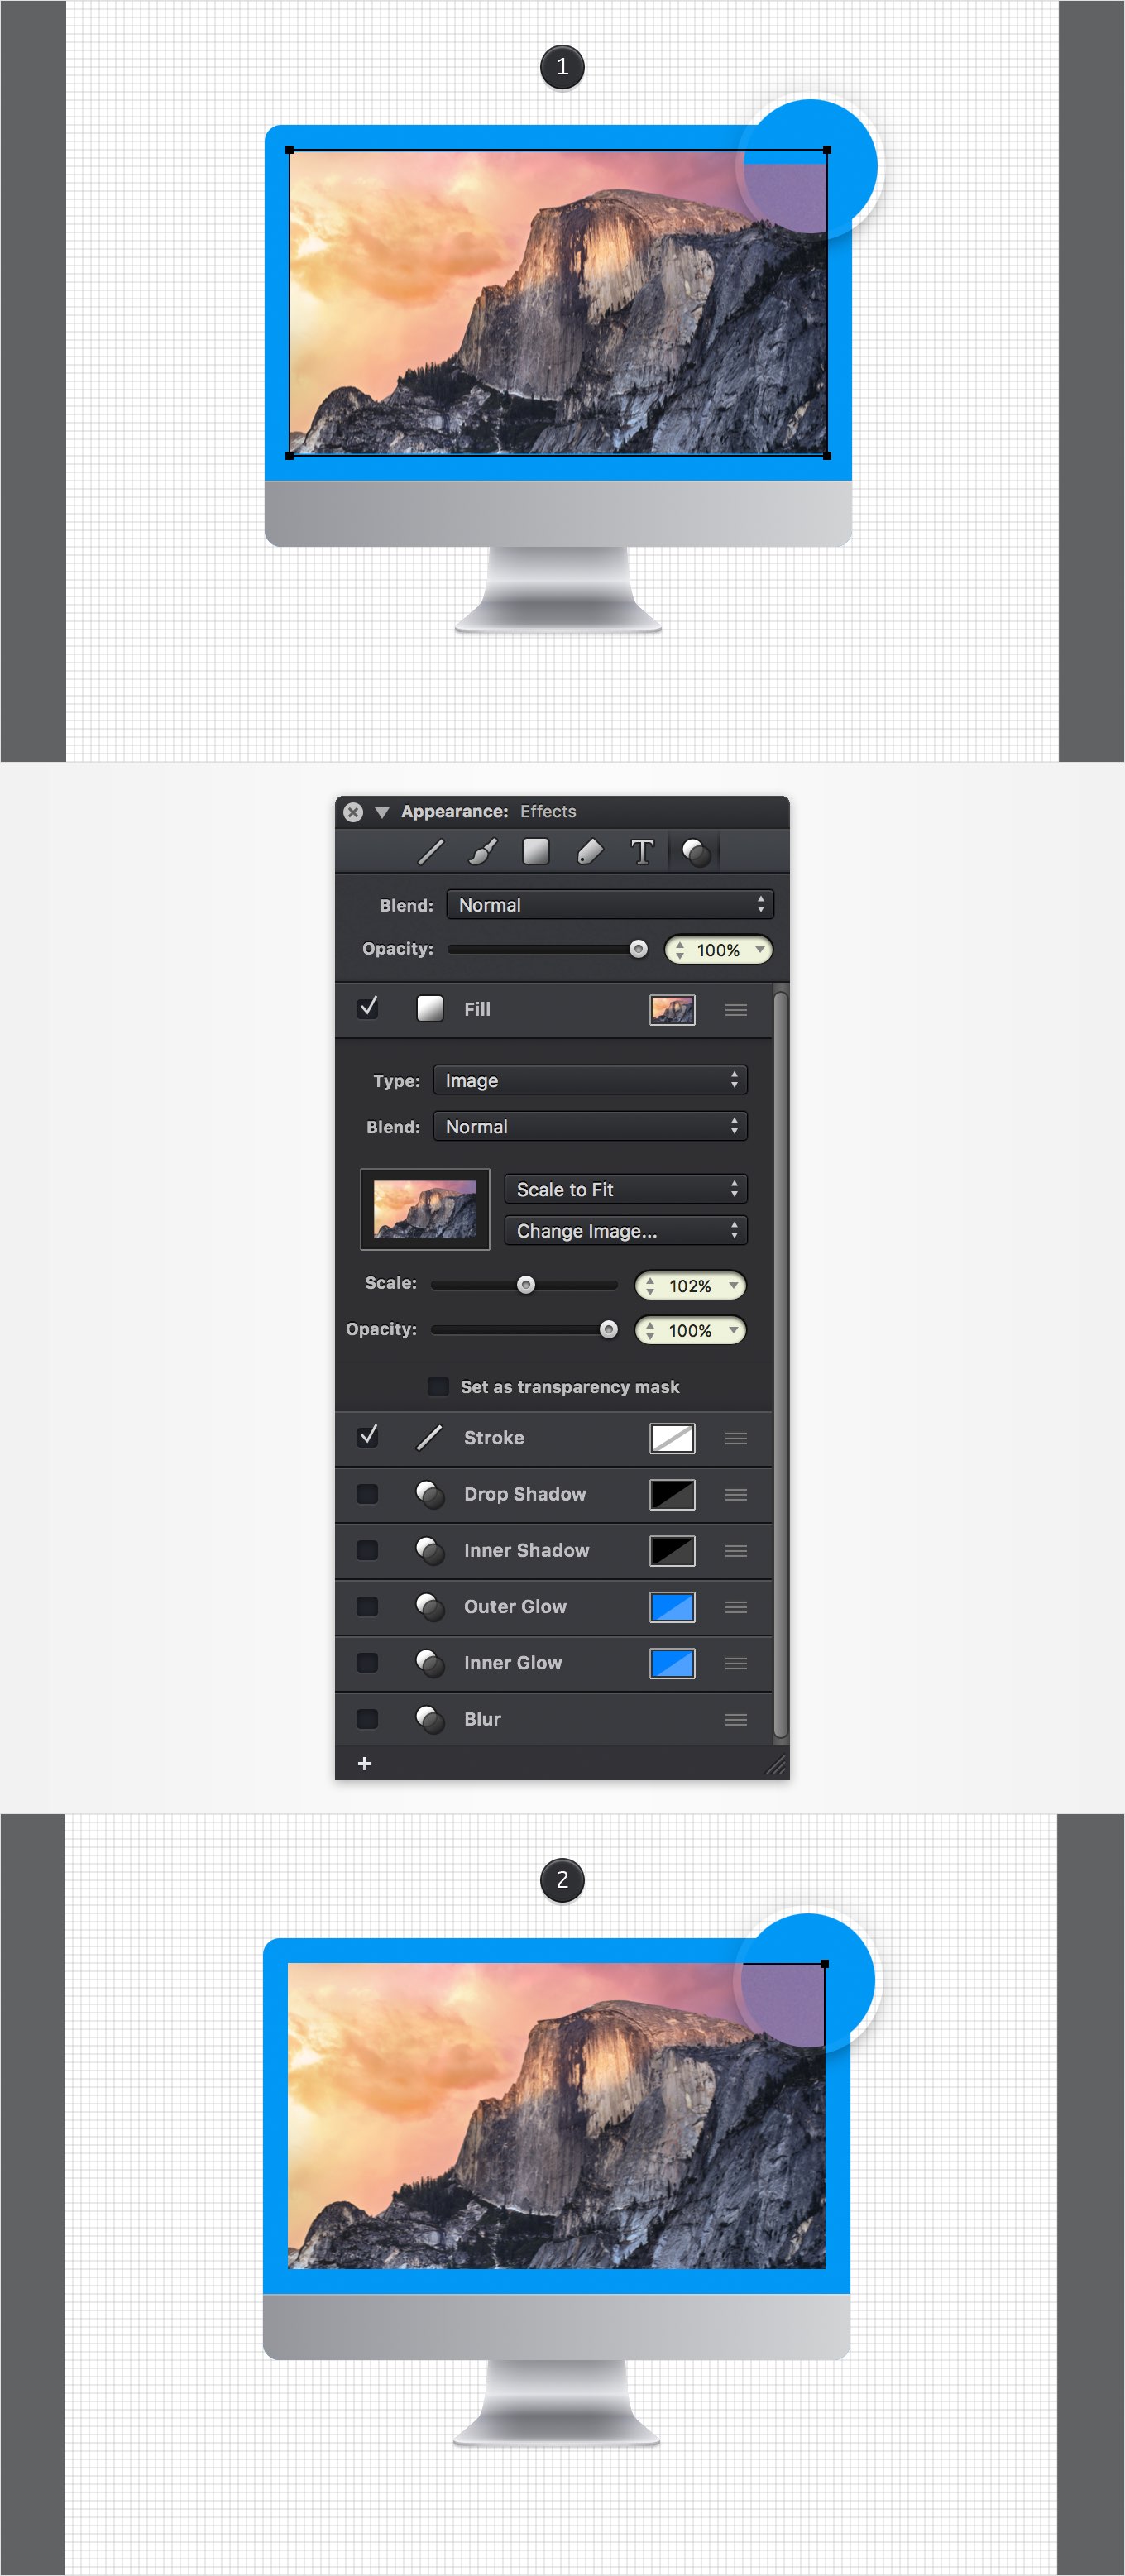 1
Appearance: Effects
T
Blend: Normal
Opacity: 100%
Fill
Type: Image
Blend: Normal
Scale to Fit
Change Image...
Scale: 102%
Opacity: 100%
Set as transparency mask
Stroke
Drop Shadow
Inner Shadow
Outer Glow
Inner Glow
Blur
+
2